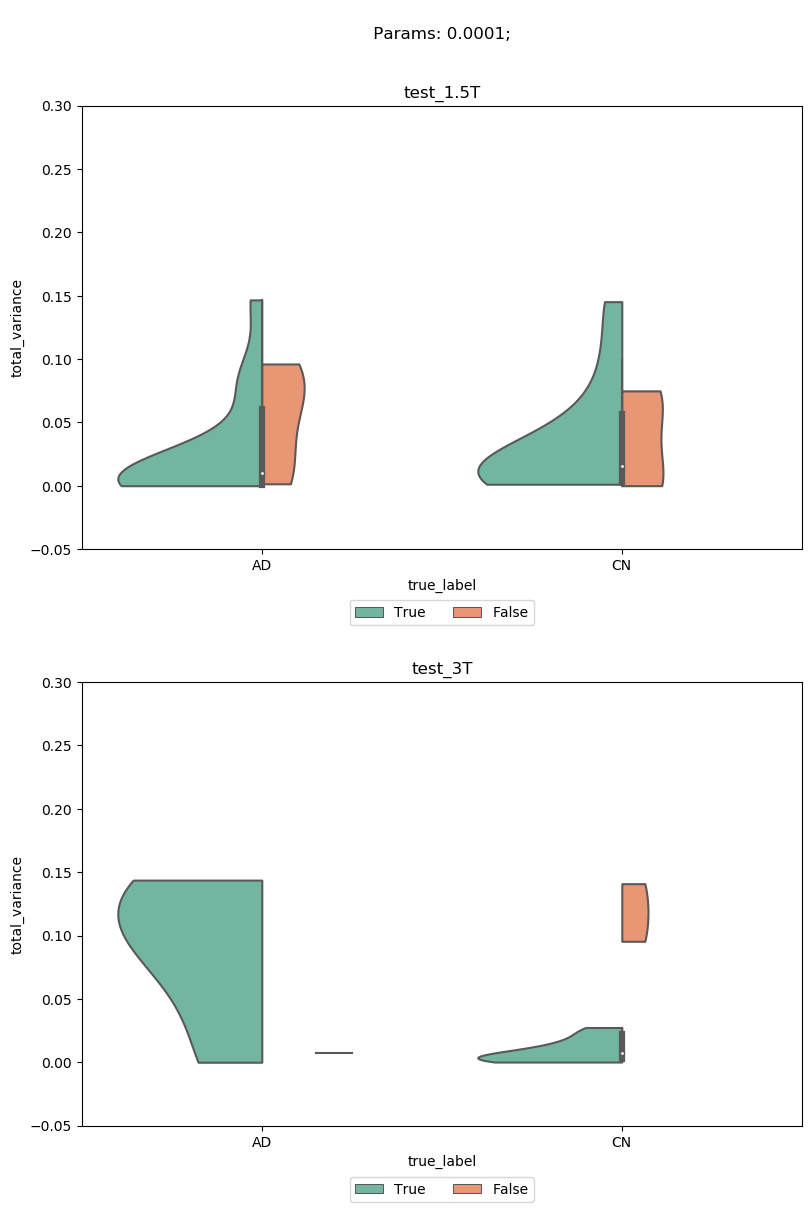 Params: 0.0001;
test_1.5T
0.30
0.25
0.20
0.15
0.10
0.05
0.00
−0.05
total_variance
AD
CN
true_label
True
False
test_3T
0.30
0.25
0.20
0.15
0.10
0.05
0.00
−0.05
total_variance
AD
CN
true_label
True
False